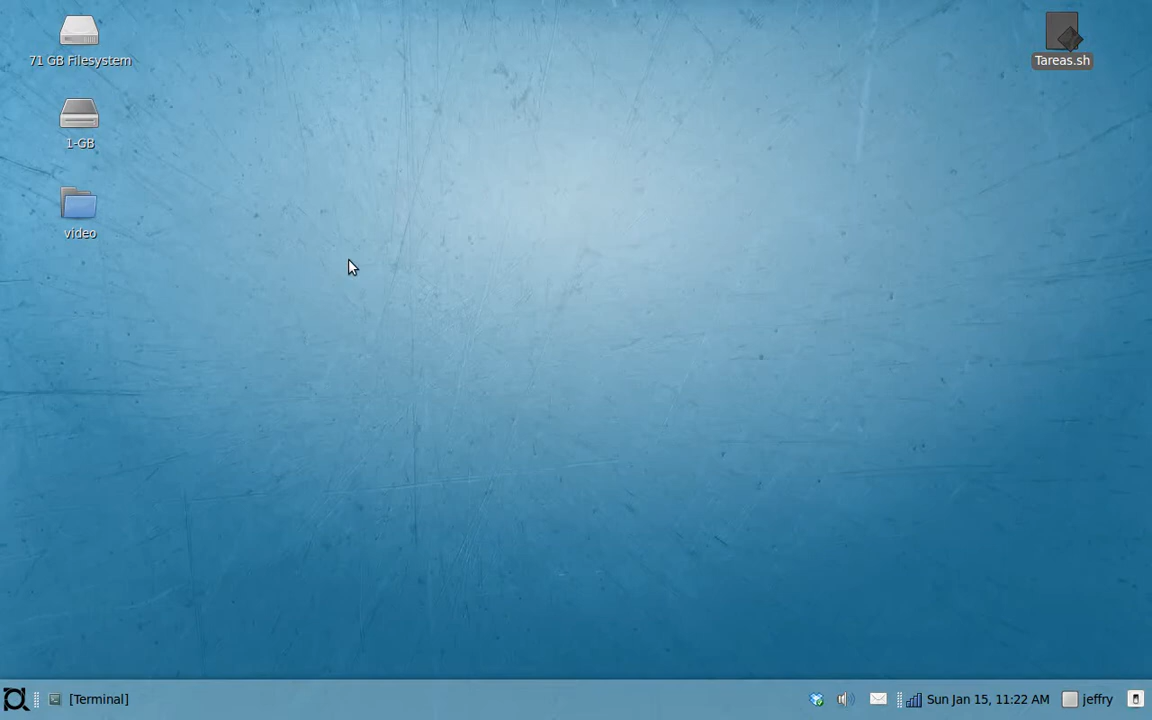 71 GB Filesystem
Tareas.sh
1-GB
video
[Terminal]
Sun Jan 15, 11:22 AM
jeffry